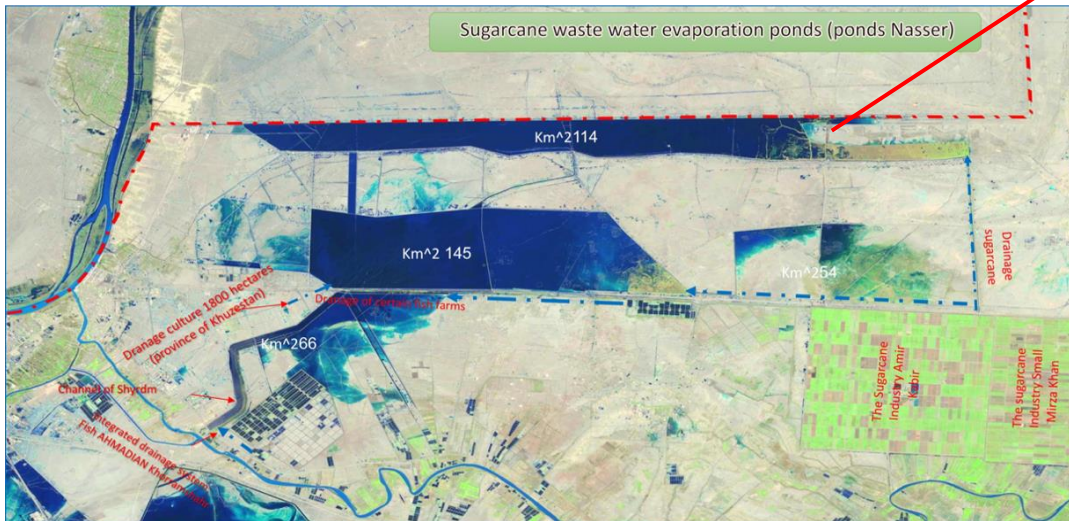 Sugarcane waste water evaporation ponds (ponds Nasser)
Km^2114
Km^2 145
Km^254
Drainage
sugarcane
Dranage culture 1800 hectares
(province of Khuzestan)
Drainage of certain fish farms
Km^266
Channel of Shyrdm
Integrated drainage system
Fish AHMADIAN
The Sugarcane
Industry Amir
Kabir
The sugarcane
Industry Small
Mirza Khan